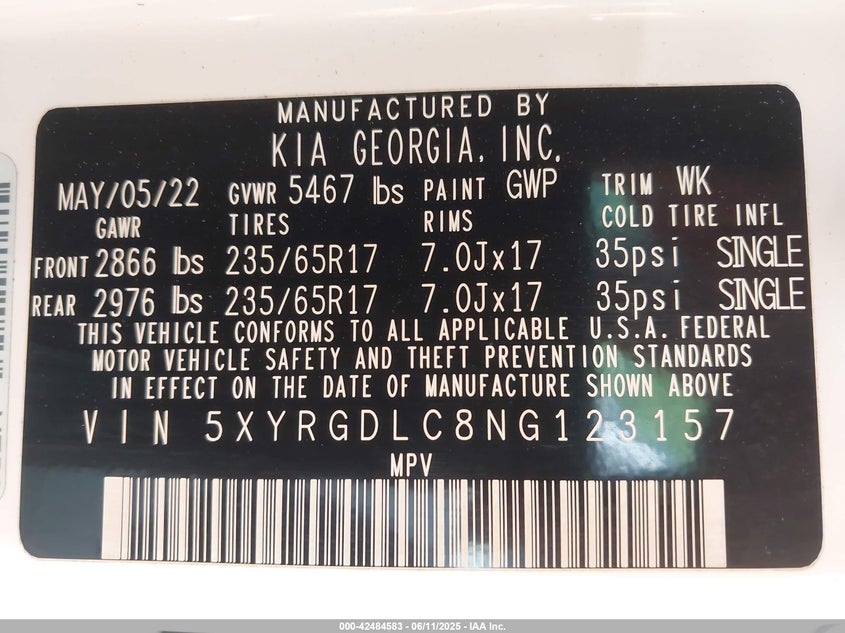 MANUFACTURED BY
KIA GEORGIA, INC.
MAY/05/22 GVWR 5467 lbs PAINT GWP TRIM WK
GAWR TIRES RIMS COLD TIRE INFL
FRONT 2866 lbs 235/65R17 7.0Jx17 35psi SINGLE
REAR 2976 lbs 235/65R17 7.0Jx17 35psi SINGLE
THIS VEHICLE CONFORMS TO ALL APPLICABLE U.S.A. FEDERAL
MOTOR VEHICLE SAFETY AND THEFT PREVENTION STANDARDS
IN EFFECT ON THE DATE OF MANUFACTURE SHOWN ABOVE
VIN 5XYRGDLC8NG123157
MPV
000-42484583 - 06/11/2025 - IAA Inc.